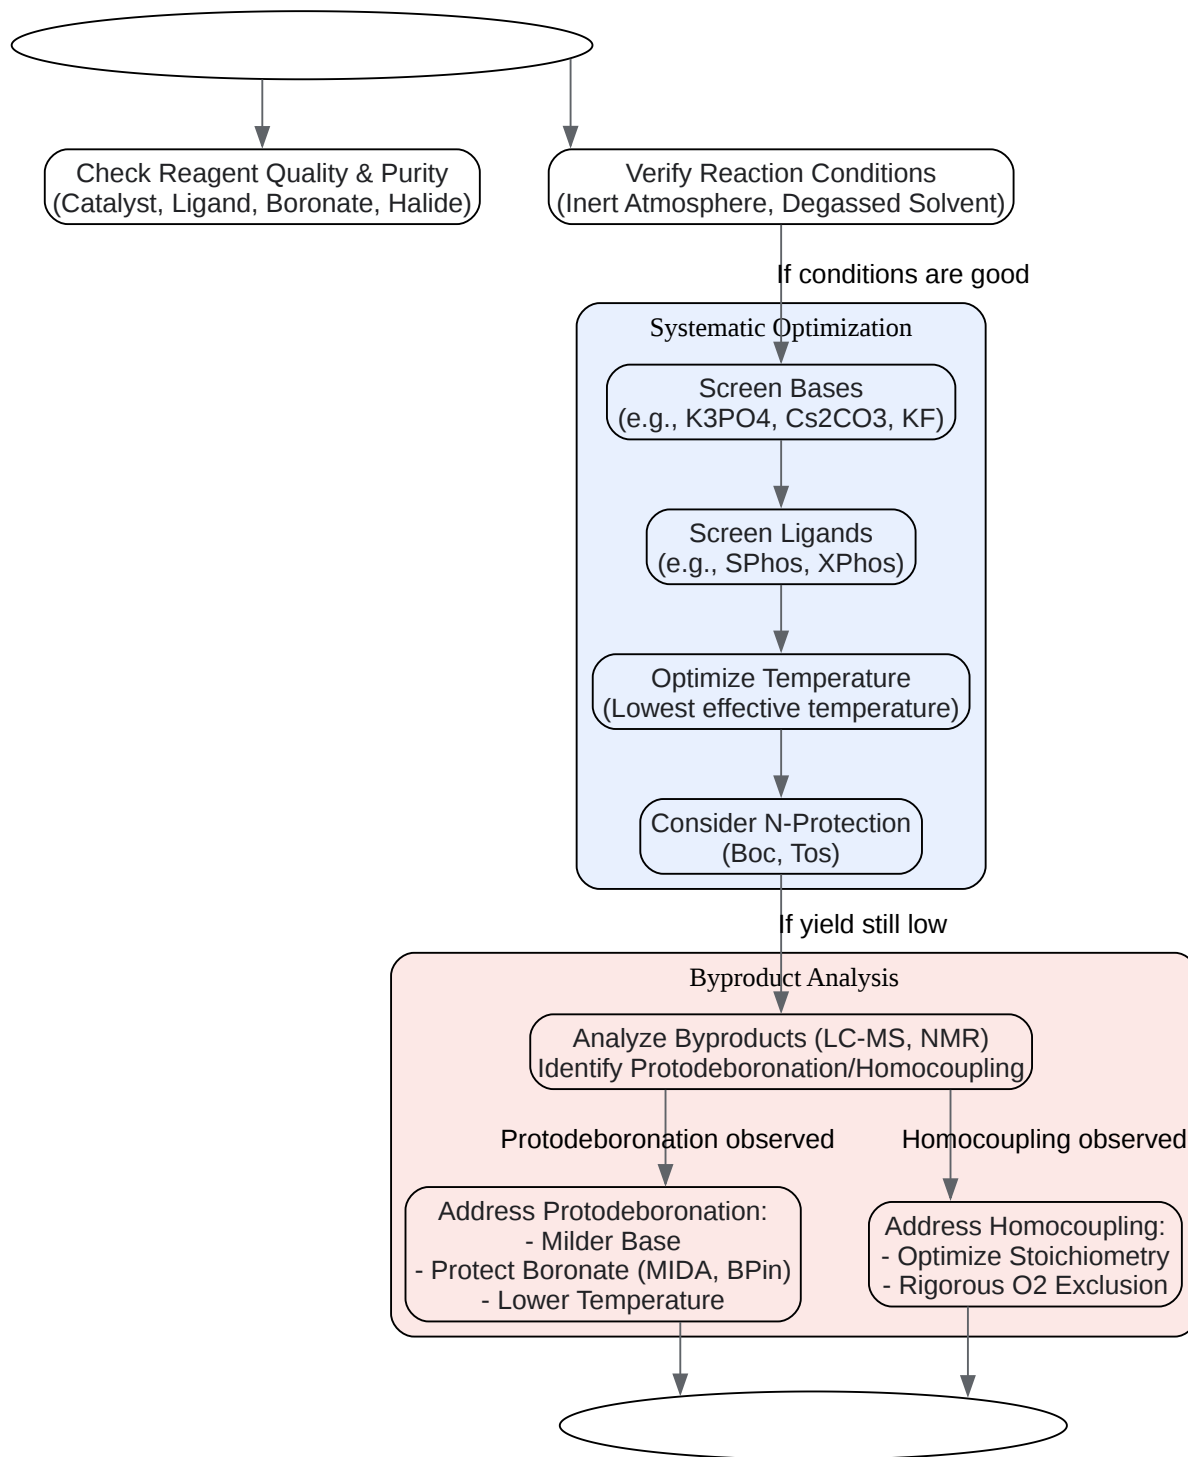 Check Reagent Quality & Purity
(Catalyst, Ligand, Boronate, Halide)
Verify Reaction Conditions
(Inert Atmosphere, Degassed Solvent)
If conditions are good
Systematic Optimization
Screen Bases
(e.g., K3PO4, Cs2CO3, KF)
Screen Ligands
(e.g., SPhos, XPhos)
Optimize Temperature
(Lowest effective temperature)
Consider N-Protection
(Boc, Tos)
If yield still low
Byproduct Analysis
Analyze Byproducts (LC-MS, NMR)
Identify Protodeboronation/Homocoupling
Protodeboronation observed
Homocoupling observed
Address Protodeboronation:
- Milder Base
- Protect Boronate (MIDA, BPin)
- Lower Temperature
Address Homocoupling:
- Optimize Stoichiometry
- Rigorous O2 Exclusion